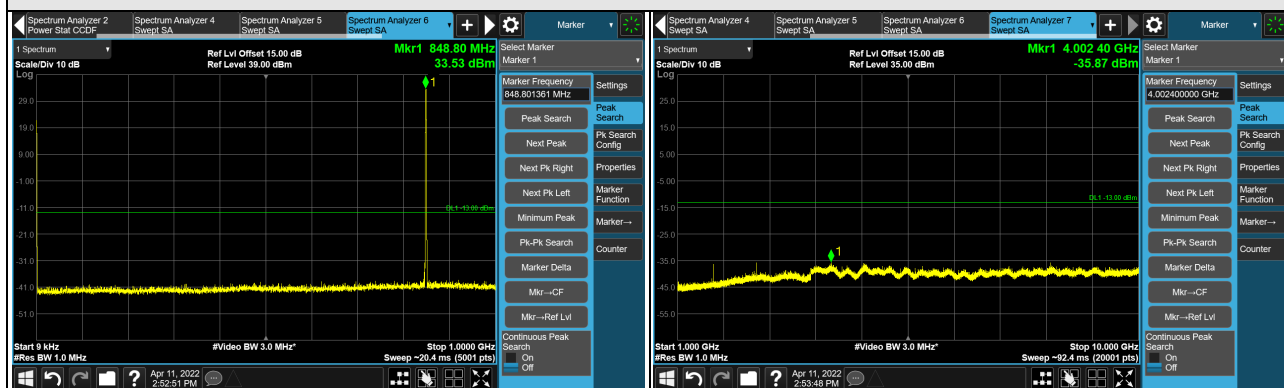 Spectrum Analyzer 2
Power Stat CCDF
Spectrum Analyzer 4
Swept SA
Spectrum Analyzer 5
Swept SA
Spectrum Analyzer 6
Swept SA
+
Marker
1 Spectrum
Scale/Div 10 dB
Log
Ref Lvl Offset 15.00 dB
Ref Level 39.00 dBm
Mkr1 848.80 MHz
33.53 dBm
1
29.0
19.0
9.00
-1.00
-11.0
-21.0
-31.0
-41.0
-51.0
DL1 -13.00 dBm
Start 9 kHz
#Res BW 1.0 MHz
#Video BW 3.0 MHz*
Stop 1.0000 GHz
Sweep ~20.4 ms (5001 pts)
Select Marker
Marker 1
Marker Frequency
848.801361 MHz
Peak Search
Next Peak
Next Pk Right
Next Pk Left
Minimum Peak
Pk-Pk Search
Marker Delta
Mkr→CF
Mkr→Ref Lvl
Continuous Peak
Search
On
Off
Settings
Peak
Search
Pk Search
Config
Properties
Marker
Function
Marker→
Counter
?
Apr 11, 2022
2:52:51 PM
Spectrum Analyzer 4
Swept SA
Spectrum Analyzer 5
Swept SA
Spectrum Analyzer 6
Swept SA
Spectrum Analyzer 7
Swept SA
+
Marker
1 Spectrum
Scale/Div 10 dB
Log
Ref Lvl Offset 15.00 dB
Ref Level 35.00 dBm
Mkr1 4.002 40 GHz
-35.87 dBm
1
25.0
15.0
5.00
-5.00
-15.0
-25.0
-35.0
-45.0
-55.0
DL1 -13.00 dBm
Start 1.000 GHz
#Res BW 1.0 MHz
#Video BW 3.0 MHz*
Stop 10.000 GHz
Sweep ~92.4 ms (20001 pts)
Select Marker
Marker 1
Marker Frequency
4.002400000 GHz
Peak Search
Next Peak
Next Pk Right
Next Pk Left
Minimum Peak
Pk-Pk Search
Marker Delta
Mkr→CF
Mkr→Ref Lvl
Continuous Peak
Search
On
Off
Settings
Peak
Search
Pk Search
Config
Properties
Marker
Function
Marker→
Counter
?
Apr 11, 2022
2:53:48 PM